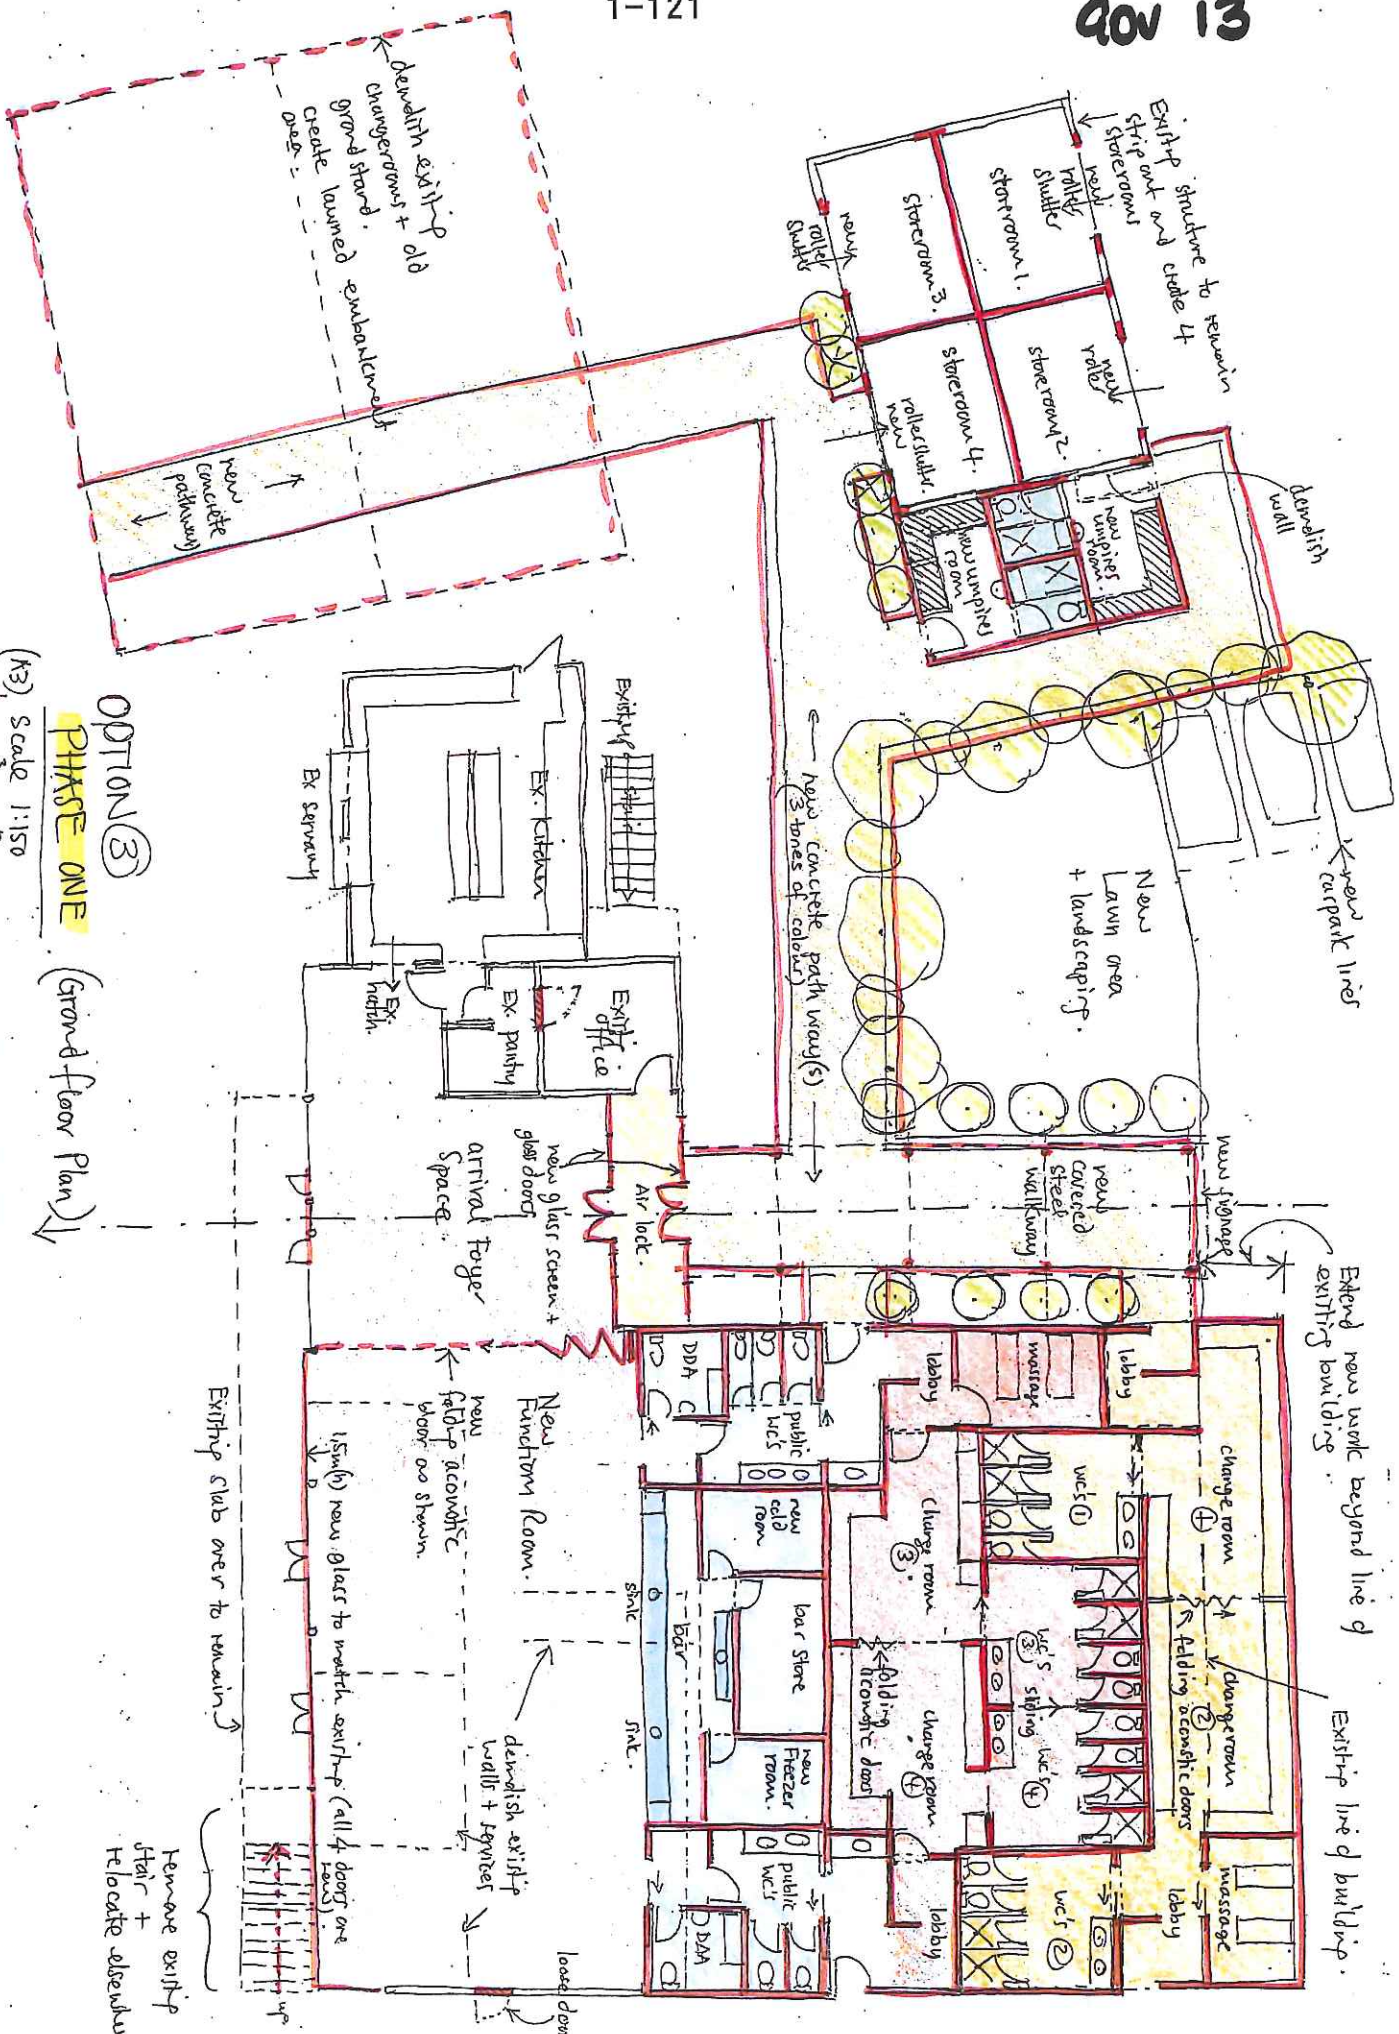 1-121
GOV 13
Existing structure to remain
strip out and create 4
storerooms
new
roller
shutter
storeroom 1.
new
roller
storeroom 2.
storeroom 3.
new
roller
shutter
storeroom 4.
new
rollershutter.
demolish
wall
new
umpires
room.
new umpires
room
demolish existing
changerooms + old
grandstand.
create lawned embankment
area.
new
concrete
pathway
new concrete path way(s)
(3 tones of colour)
new
carpark lines
New
Lawn area
+ landscaping.
Existing stair
Ex. kitchen
Ex servery
Ex.
hatch.
Ex. pantry
Existing
office
new signage
new
covered
steel
walkway
Extend new work beyond line of
existing building.
Existing line of building.
Air lock.
new glass screen +
glass doors
arrival foyer
space.
lobby
massage
lobby
change room
①
changeroom
②
folding acoustic doors
massage
lobby
wc's ①
wc's
③
sliding
wc's ④
wc's ②
change room
③.
change room
④
folding
acoustic doors
lobby
DDA
public
wc's
new
cold
room
bar store
new
Freezer
room.
public
wc's
DDA
bar
sink
sink.
New
Function Room.
new
folding acoustic
door as shown.
demolish existing
walls + services
loose door
1.5m(h) new glass to match existing (all 4 doors are
new).
Existing slab over to remain
up
remove existing
stair +
relocate elsewhere
OPTION ③
PHASE ONE (Ground floor Plan)
(A3) Scale 1:150